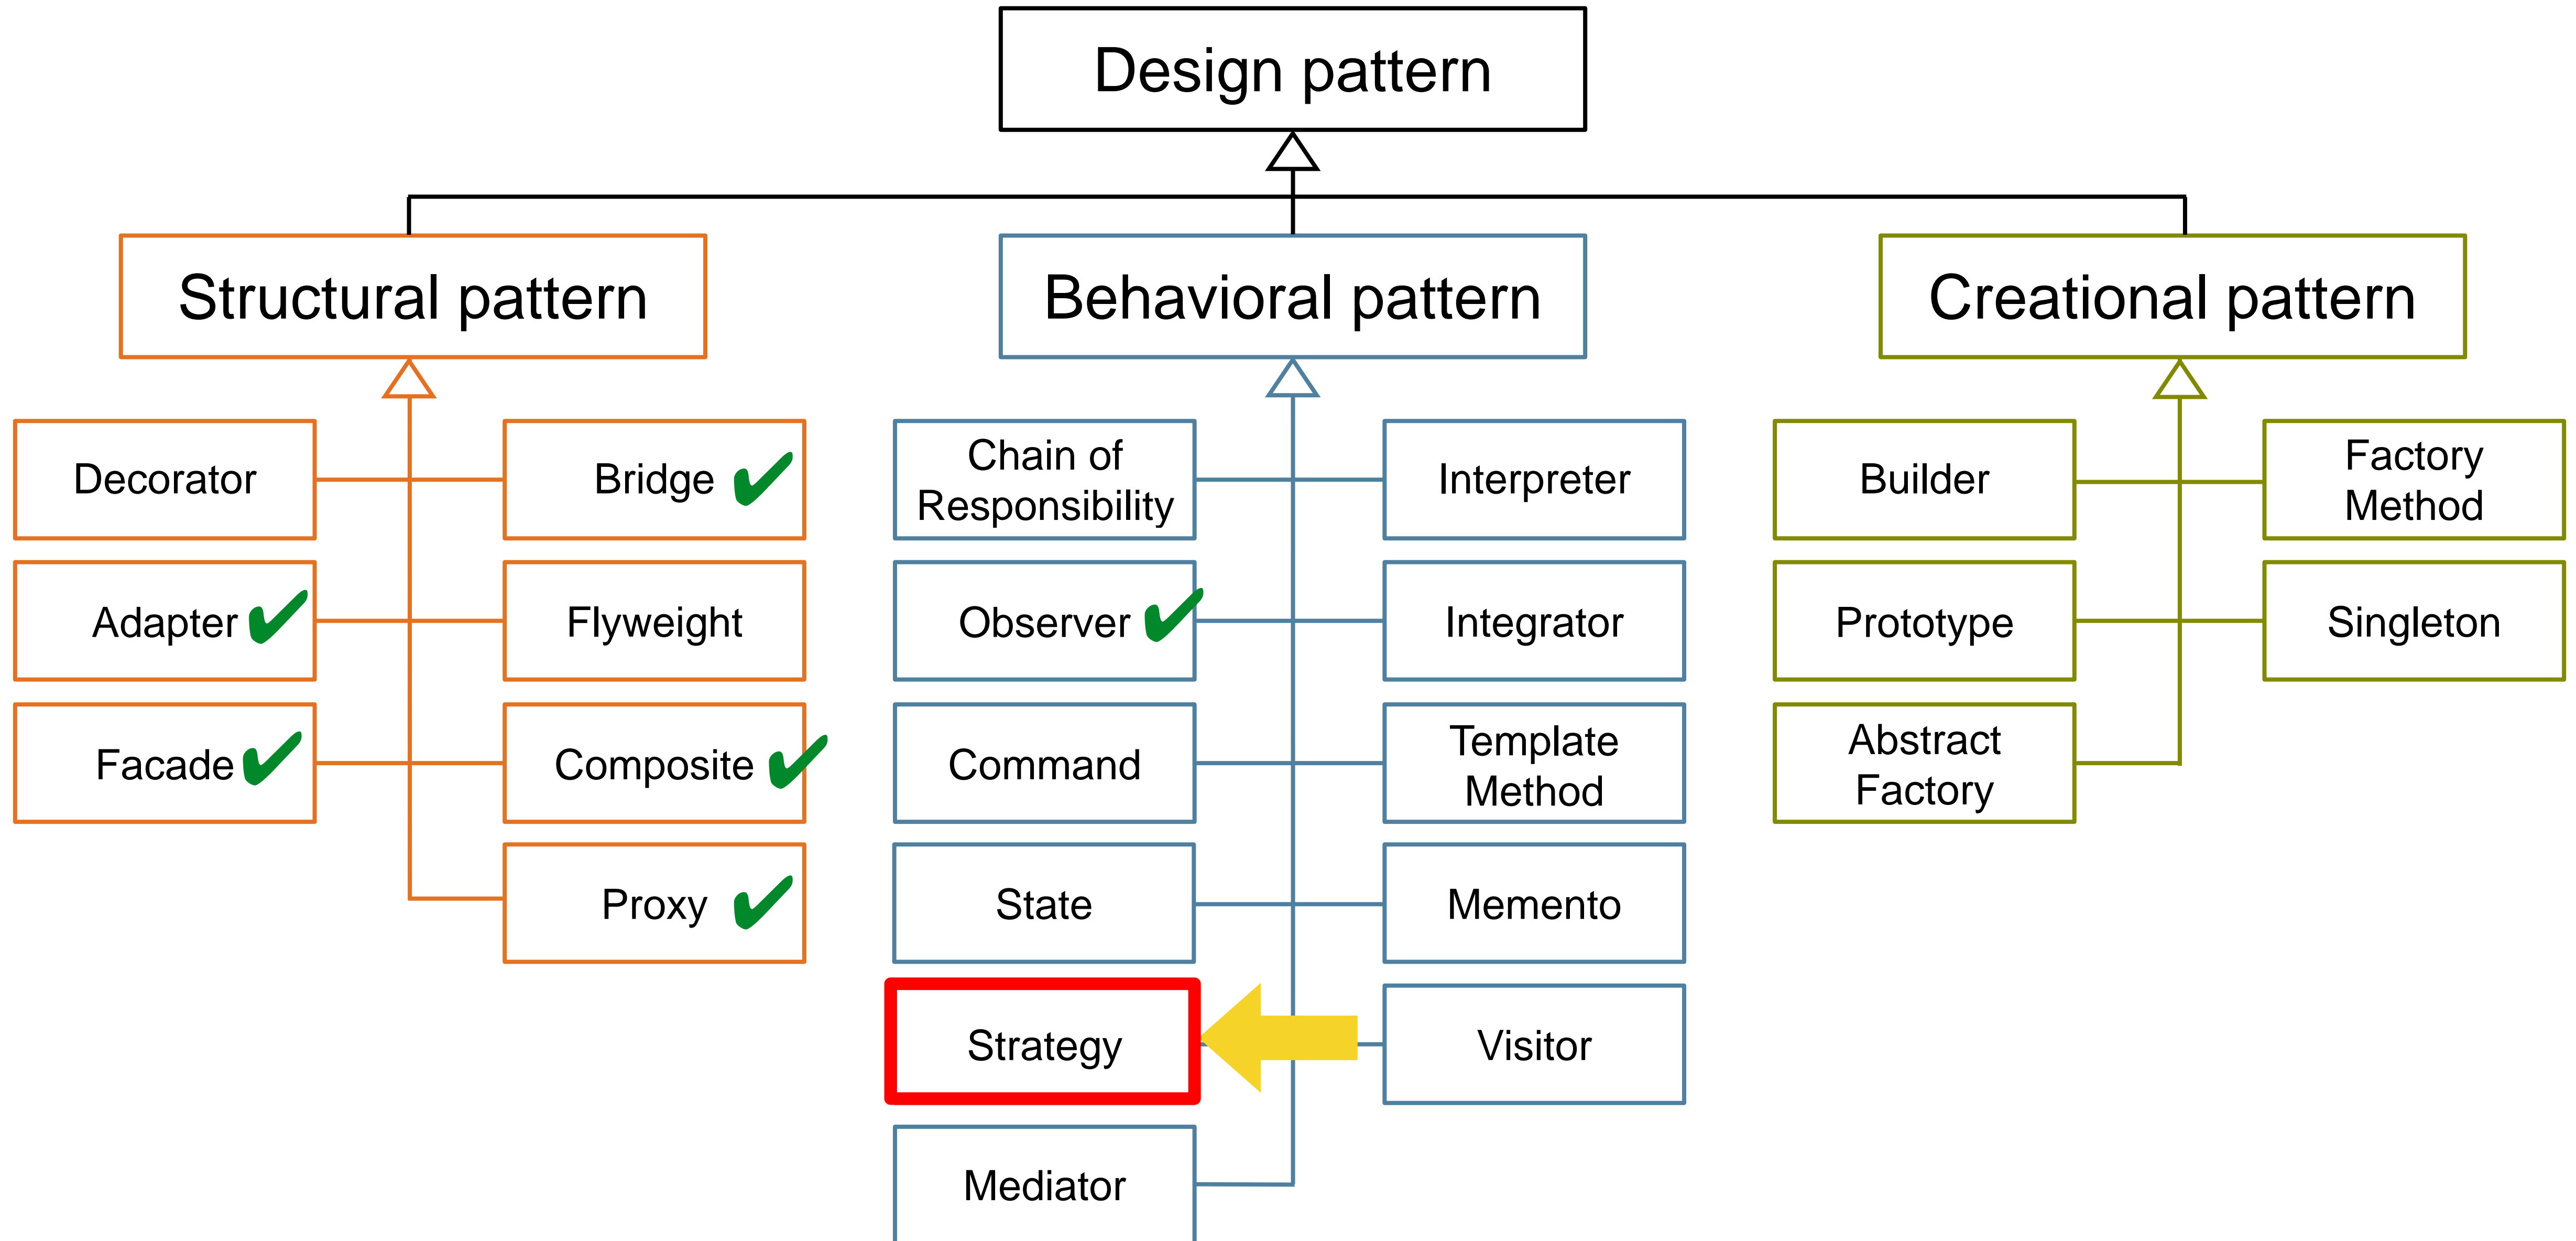 Design pattern
Structural pattern
Behavioral pattern
Creational pattern
Decorator
Bridge
Adapter
Flyweight
Facade
Composite
Proxy
Chain of
Responsibility
Interpreter
Observer
Integrator
Command
Template
Method
State
Memento
Strategy
Visitor
Mediator
Builder
Factory
Method
Prototype
Singleton
Abstract
Factory